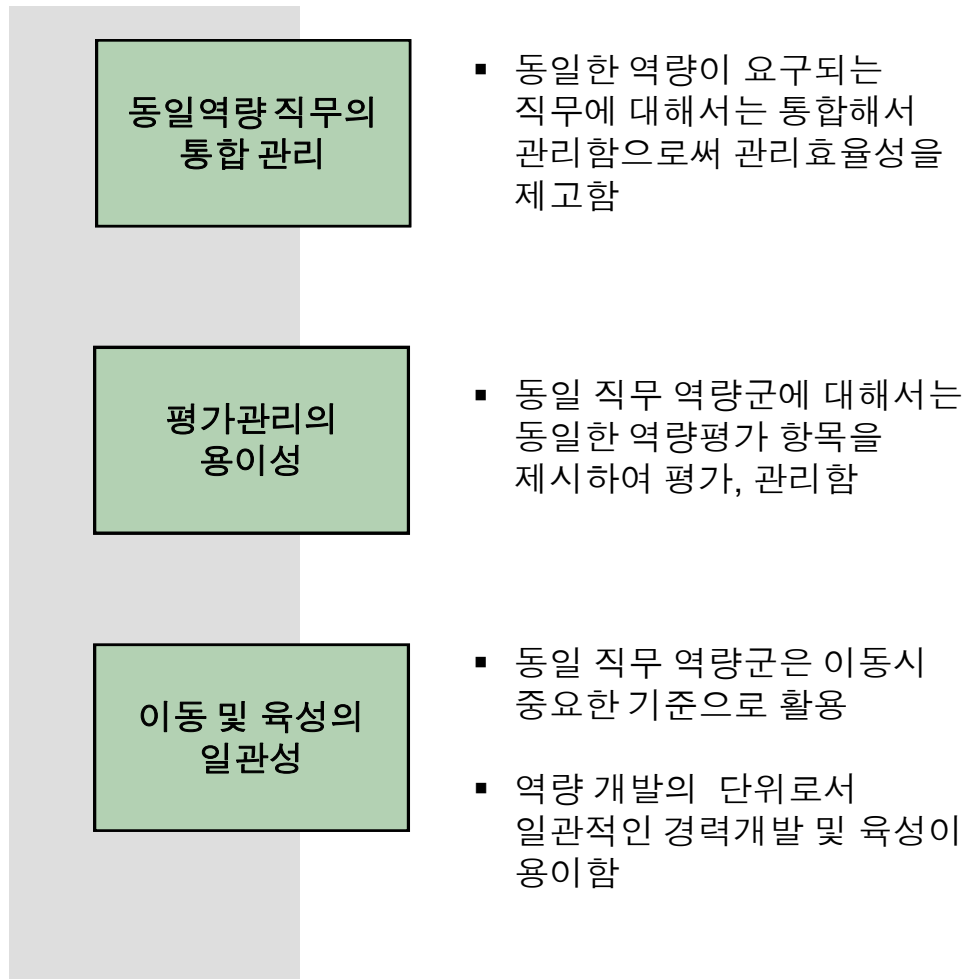 동일역량 직무의
통합 관리
▪ 동일한 역량이 요구되는
직무에 대해서는 통합해서
관리함으로써 관리효율성을
제고함
평가관리의
용이성
▪ 동일 직무 역량군에 대해서는
동일한 역량평가 항목을
제시하여 평가, 관리함
이동 및 육성의
일관성
▪ 동일 직무 역량군은 이동시
중요한 기준으로 활용
▪ 역량 개발의 단위로서
일관적인 경력개발 및 육성이
용이함